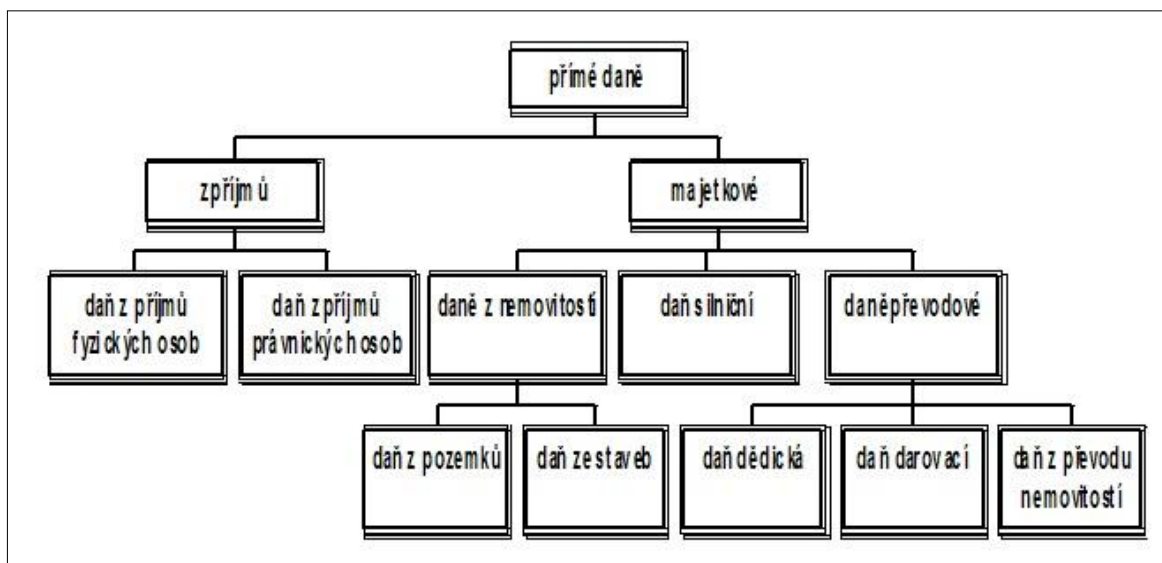 přímé daně
z příjmů
majetkové
daň z příjmů
fyzických osob
daň z příjmů
právnických osob
daně z nemovitostí
daň silniční
daně převodové
daň z pozemků
daň ze staveb
daň dědická
daň darovací
daň z převodu
nemovitostí